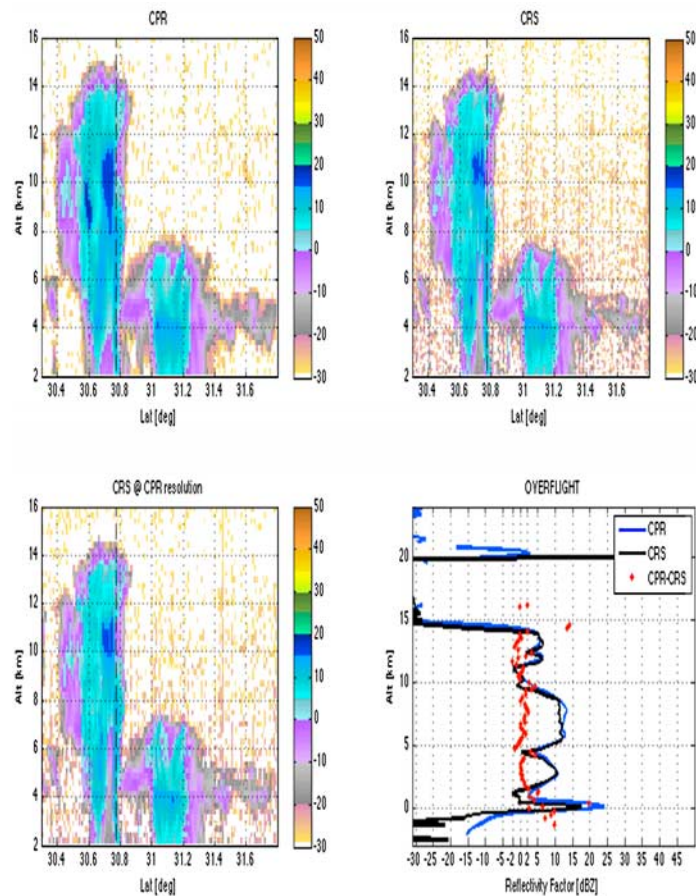 CPR
CRS
16
14
12
10
8
6
4
2
Alt [km]
30.4 30.6 30.8 31 31.2 31.4 31.6
Lat [deg]
50
40
30
20
10
0
-10
-20
-30
16
14
12
10
8
6
4
2
Alt [km]
30.4 30.6 30.8 31 31.2 31.4 31.6
Lat [deg]
50
40
30
20
10
0
-10
-20
-30
CRS @ CPR resolution
16
14
12
10
8
6
4
2
Alt [km]
30.4 30.6 30.8 31 31.2 31.4 31.6
Lat [deg]
50
40
30
20
10
0
-10
-20
-30
OVERFLIGHT
CPR
CRS
CPR-CRS
20
15
10
5
0
Alt [km]
-30 -25 -20 -15 -10 -5 -2 0 2 5 10 15 20 25 30 35 40 45
Reflectivity Factor [dBZ]